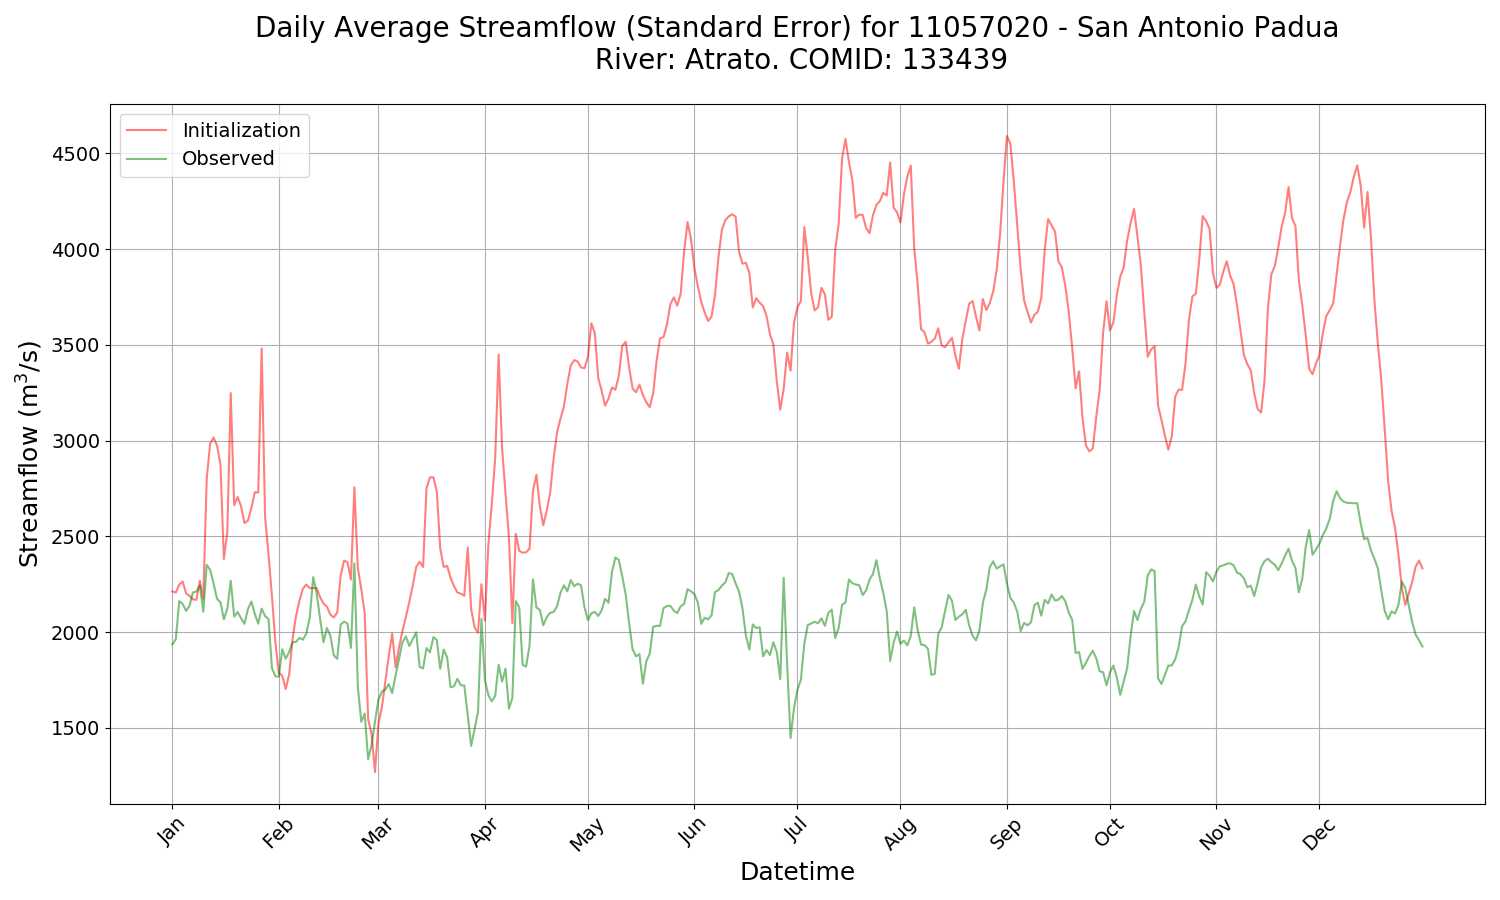 Daily Average Streamflow (Standard Error) for 11057020 - San Antonio Padua
River: Atrato. COMID: 133439
Initialization
Observed
4500
4000
3500
3000
2500
2000
1500
Streamflow (m³/s)
Jan
Feb
Mar
Apr
May
Jun
Jul
Aug
Sep
Oct
Nov
Dec
Datetime